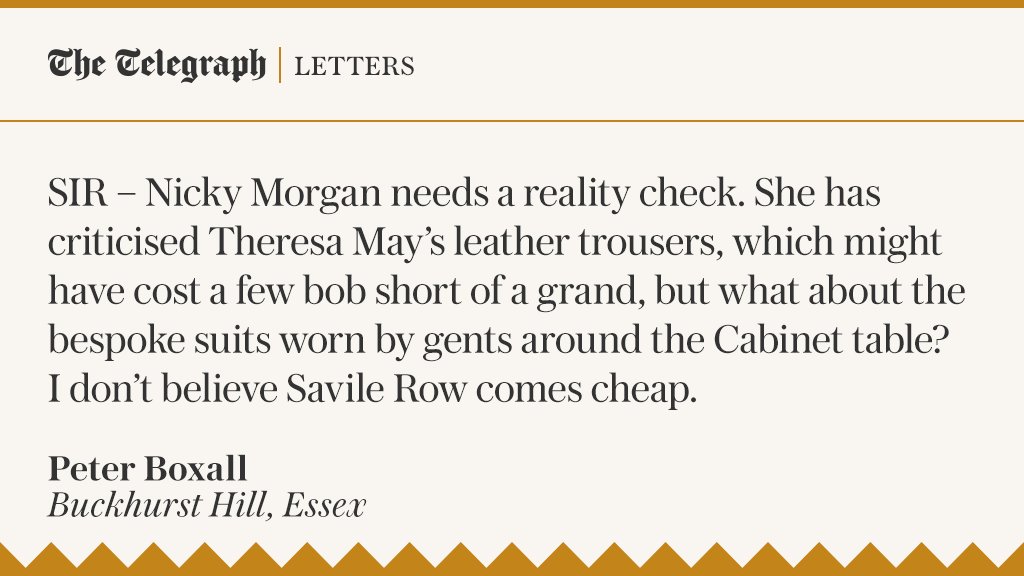 The Telegraph | LETTERS
SIR – Nicky Morgan needs a reality check. She has
criticised Theresa May’s leather trousers, which might
have cost a few bob short of a grand, but what about the
bespoke suits worn by gents around the Cabinet table?
I don’t believe Savile Row comes cheap.
Peter Boxall
Buckhurst Hill, Essex